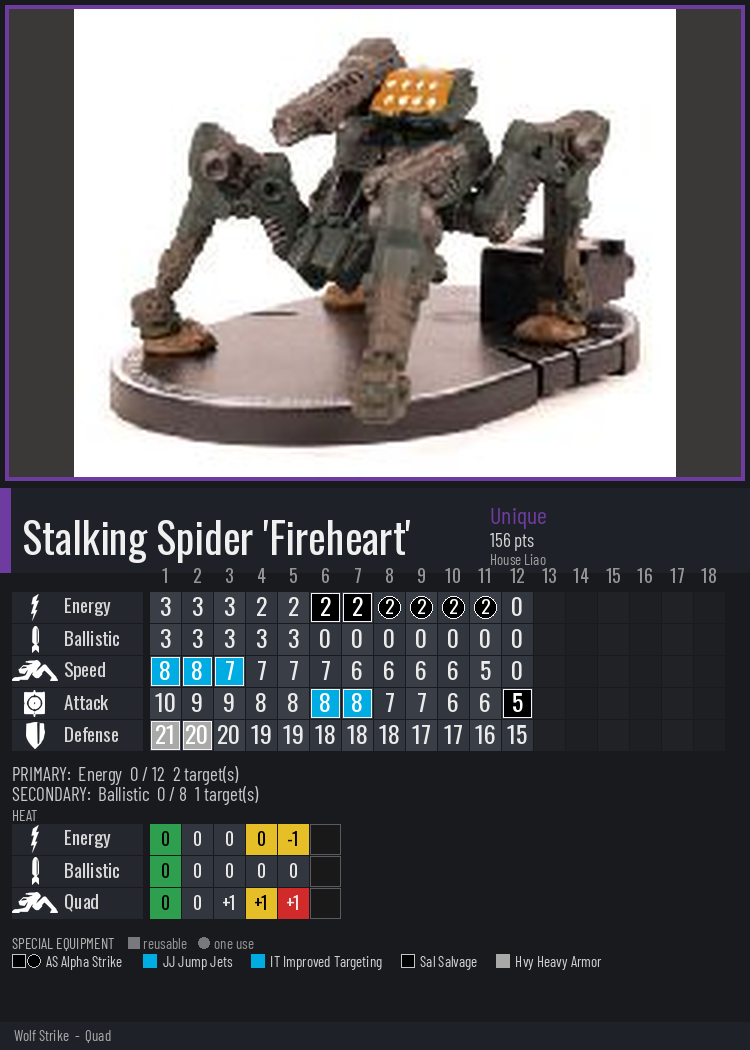 Stalking Spider 'Fireheart'
Unique
156 pts
House Liao
1 2 3 4 5 6 7 8 9 10 11 12 13 14 15 16 17 18
Energy 3 3 3 2 2 2 2 2 2 2 2 0
Ballistic 3 3 3 3 3 0 0 0 0 0 0 0
Speed 8 8 7 7 7 7 6 6 6 6 5 0
Attack 10 9 9 8 8 8 8 7 7 6 6 5
Defense 21 20 20 19 19 18 18 18 17 17 16 15
PRIMARY: Energy 0 / 12 2 target(s)
SECONDARY: Ballistic 0 / 8 1 target(s)
HEAT
Energy 0 0 0 0 -1
Ballistic 0 0 0 0 0
Quad 0 0 +1 +1 +1
SPECIAL EQUIPMENT reusable one use
AS Alpha Strike JJ Jump Jets IT Improved Targeting Sal Salvage Hvy Heavy Armor
Wolf Strike - Quad